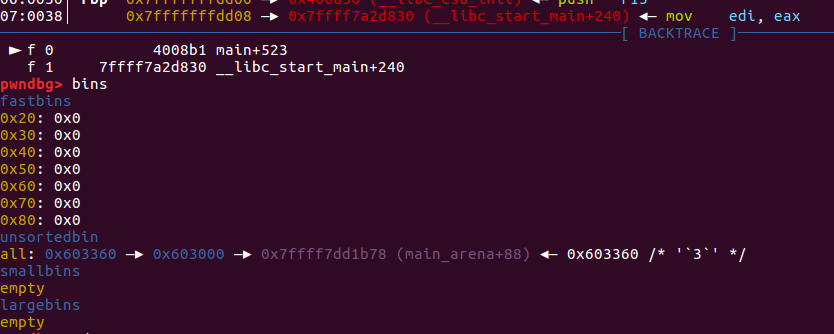 07:0038│ 0x7fffffffdd08 —▸ 0x7ffff7a2d830 (__libc_start_main+240) ◂— mov edi, eax
[ BACKTRACE ]
► f 0 4008b1 main+523
f 1 7ffff7a2d830 __libc_start_main+240
pwndbg> bins
fastbins
0x20: 0x0
0x30: 0x0
0x40: 0x0
0x50: 0x0
0x60: 0x0
0x70: 0x0
0x80: 0x0
unsortedbin
all: 0x603360 —▸ 0x603000 —▸ 0x7ffff7dd1b78 (main_arena+88) ◂— 0x603360 /* '`3`' */
smallbins
empty
largebins
empty